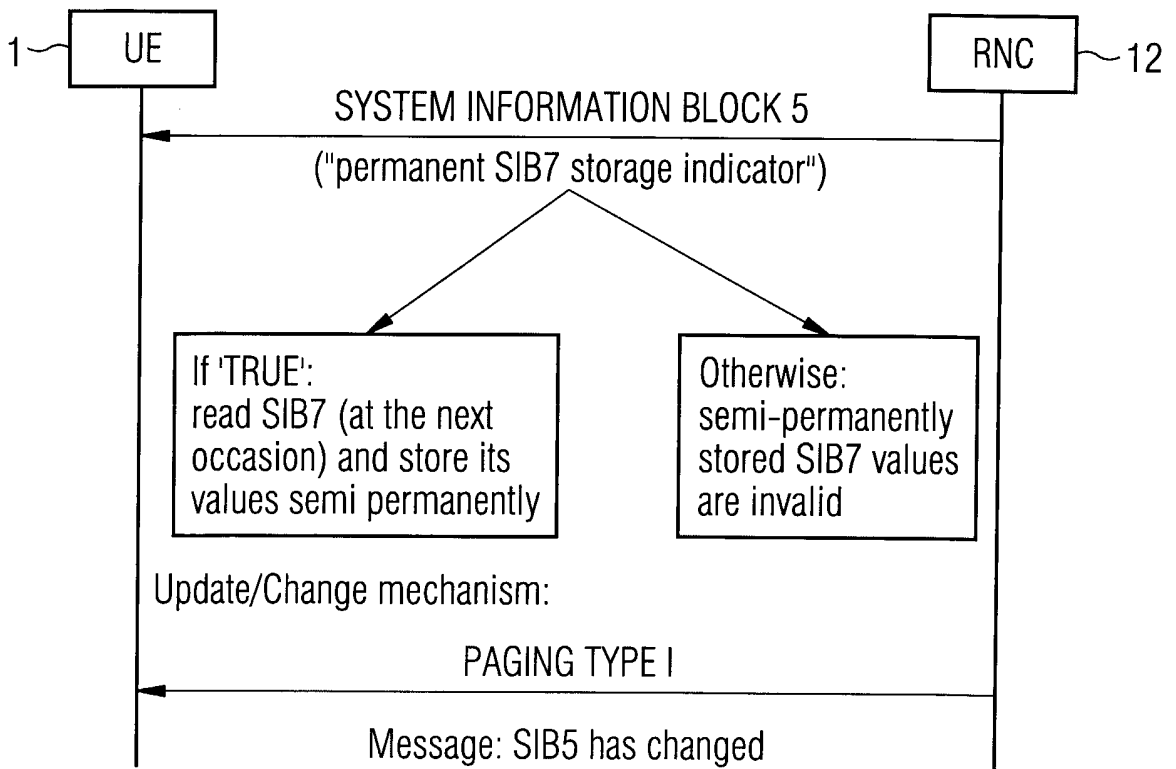 1 UE RNC 12
SYSTEM INFORMATION BLOCK 5
("permanent SIB7 storage indicator")
If 'TRUE':
read SIB7 (at the next
occasion) and store its
values semi permanently
Otherwise:
semi-permanently
stored SIB7 values
are invalid
Update/Change mechanism:
PAGING TYPE I
Message: SIB5 has changed